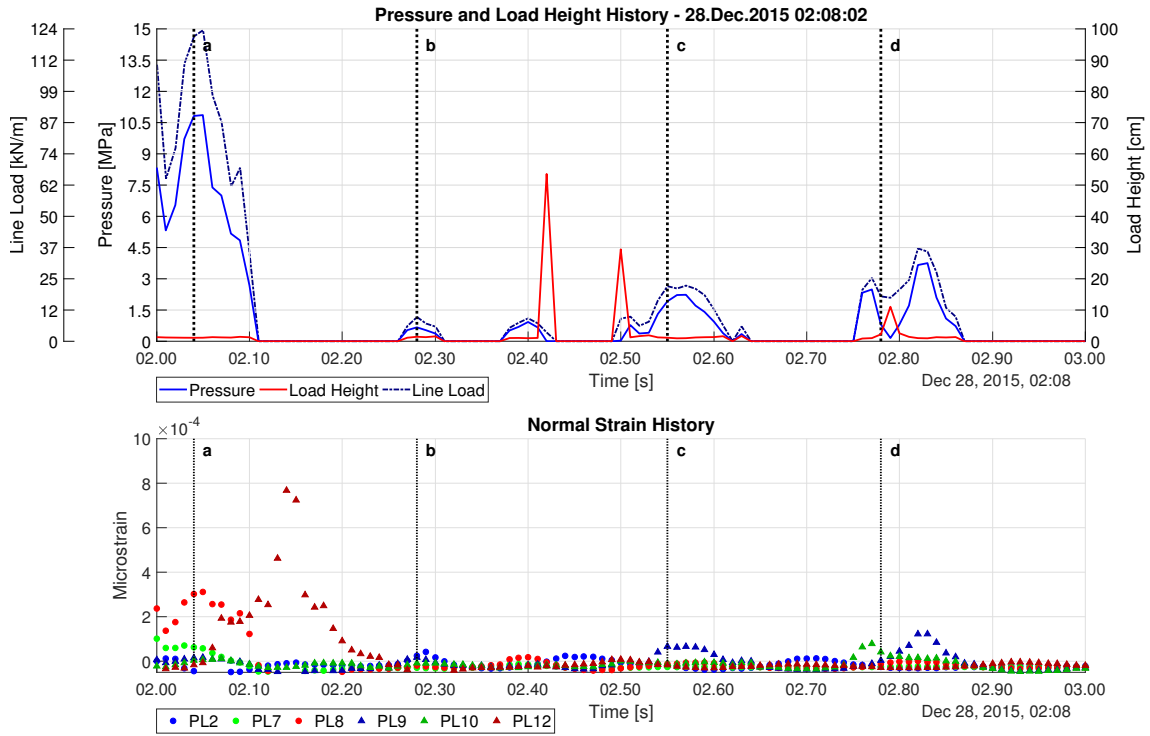 Pressure and Load Height History - 28.Dec.2015 02:08:02
Line Load [kN/m]
124
112
99
87
74
62
50
37
25
12
0
Pressure [MPa]
15
13.5
12
10.5
9
7.5
6
4.5
3
1.5
0
a
b
c
d
Load Height [cm]
100
90
80
70
60
50
40
30
20
10
0
02.00 02.10 02.20 02.30 02.40 02.50 02.60 02.70 02.80 02.90 03.00
Time [s]
Dec 28, 2015, 02:08
Pressure Load Height Line Load
Normal Strain History
×10⁻⁴
Microstrain
10
8
6
4
2
0
a
b
c
d
02.00 02.10 02.20 02.30 02.40 02.50 02.60 02.70 02.80 02.90 03.00
Time [s]
Dec 28, 2015, 02:08
PL2 PL7 PL8 PL9 PL10 PL12